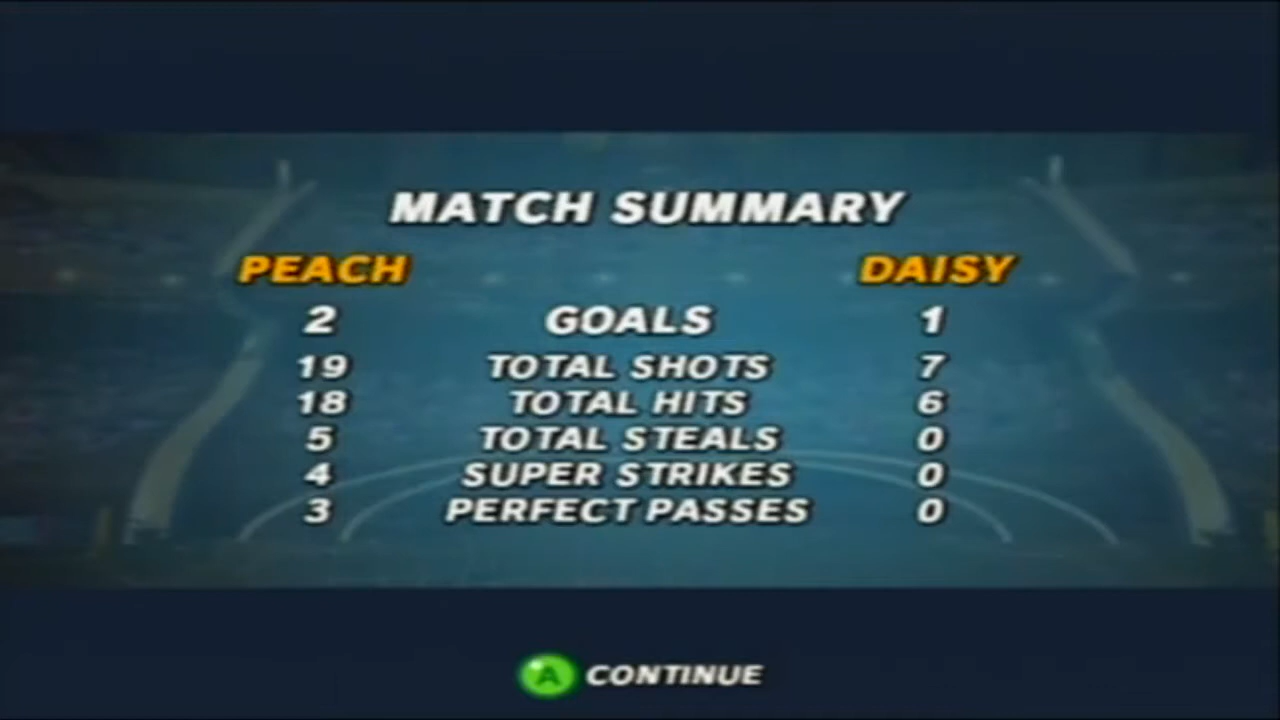 MATCH SUMMARY
PEACH DAISY
2 GOALS 1
19 TOTAL SHOTS 7
18 TOTAL HITS 6
5 TOTAL STEALS 0
4 SUPER STRIKES 0
3 PERFECT PASSES 0
A CONTINUE